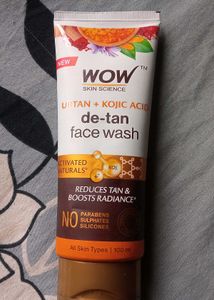 NEW
WOW™
SKIN SCIENCE
UBTAN + KOJIC ACID
de-tan
face wash
ACTIVATED
NATURALS
REDUCES TAN &
BOOSTS RADIANCE*
NO PARABENS
SULPHATES
SILICONES
All Skin Types | 100 ml